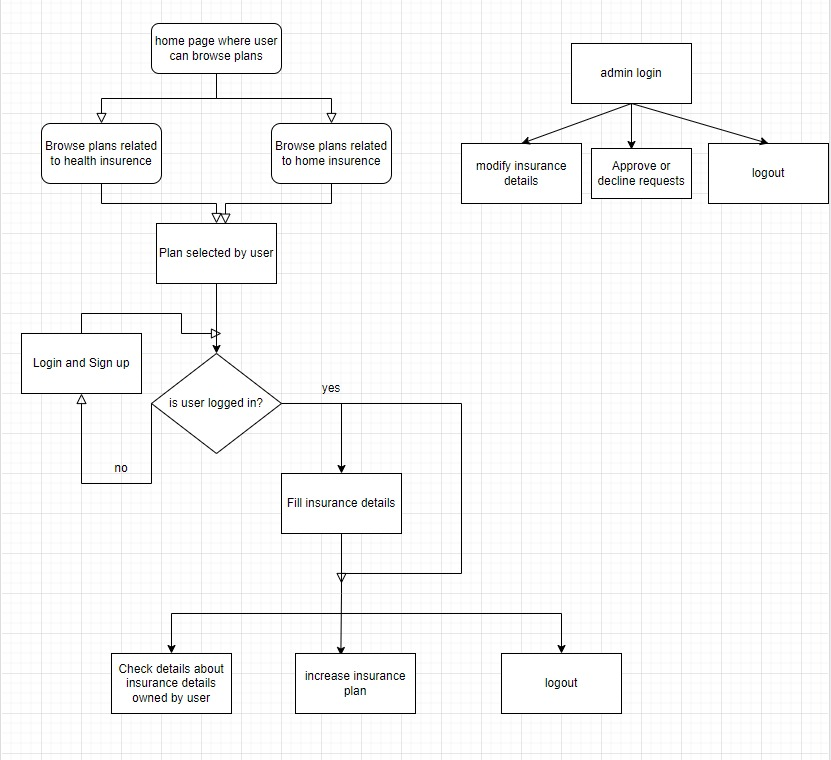 home page where user
can browse plans
admin login
Browse plans related
to health insurence
Browse plans related
to home insurence
modify insurance
details
Approve or
decline requests
logout
Plan selected by user
Login and Sign up
is user logged in?
yes
no
Fill insurance details
Check details about
insurance details
owned by user
increase insurance
plan
logout